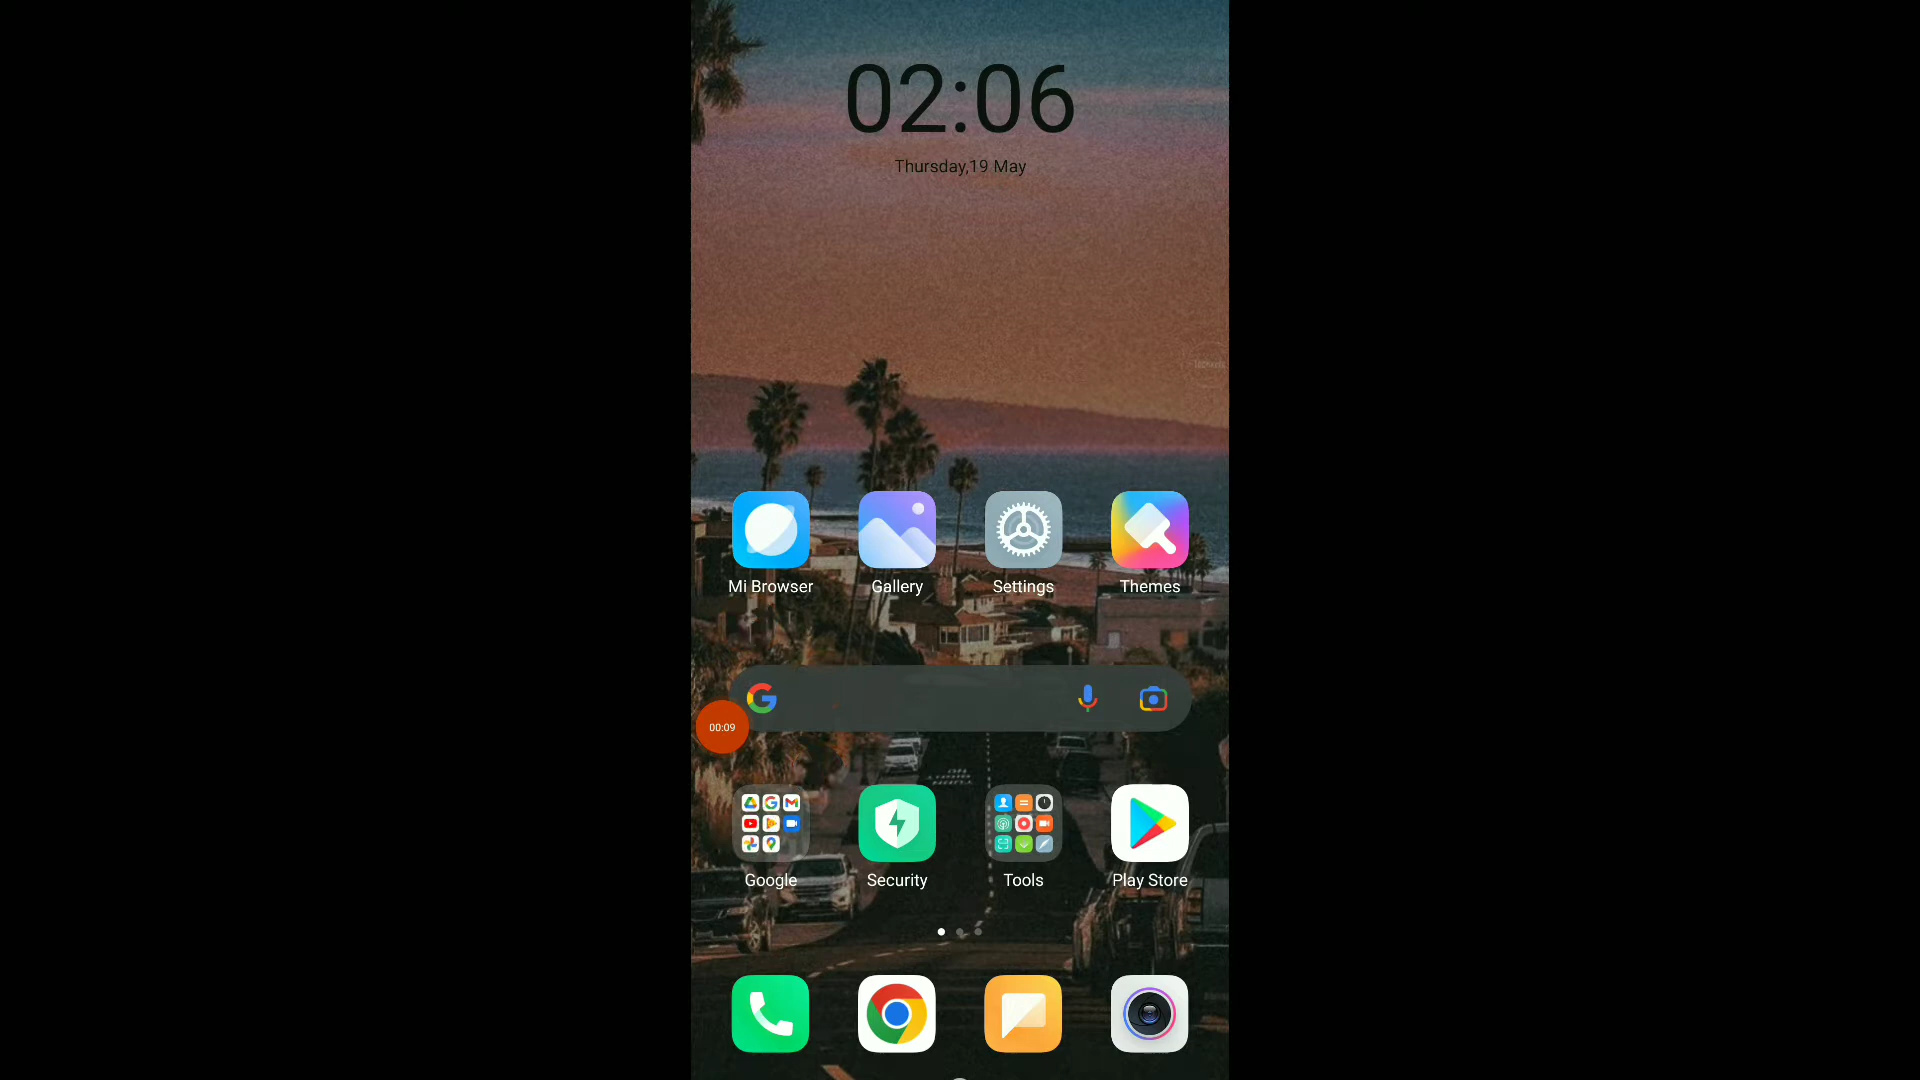 02:06
Thursday,19 May
Mi Browser
Gallery
Settings
Themes
00:09
Google
Security
Tools
Play Store